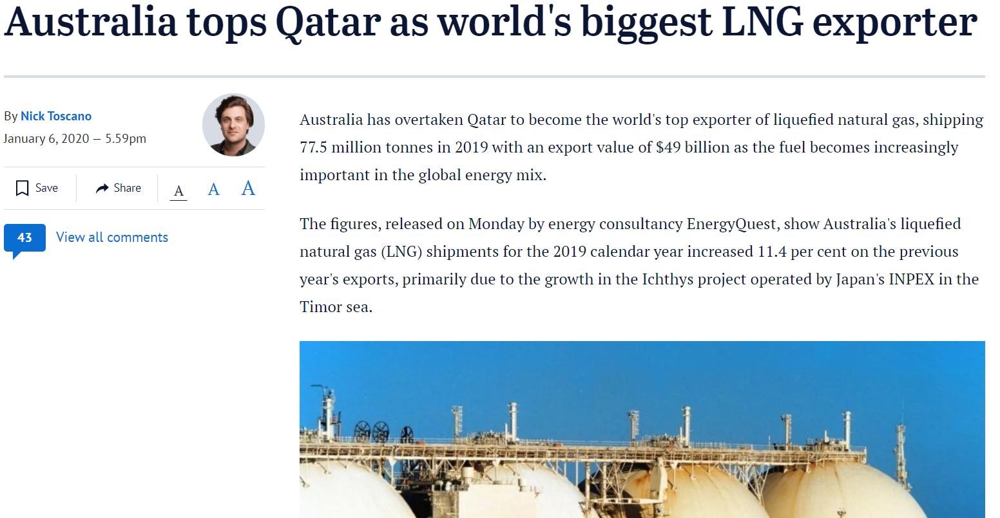 Australia tops Qatar as world's biggest LNG exporter
By Nick Toscano
January 6, 2020 — 5.59pm
Save
Share
A A A
43 View all comments
Australia has overtaken Qatar to become the world's top exporter of liquefied natural gas, shipping
77.5 million tonnes in 2019 with an export value of $49 billion as the fuel becomes increasingly
important in the global energy mix.
The figures, released on Monday by energy consultancy EnergyQuest, show Australia's liquefied
natural gas (LNG) shipments for the 2019 calendar year increased 11.4 per cent on the previous
year's exports, primarily due to the growth in the Ichthys project operated by Japan's INPEX in the
Timor sea.